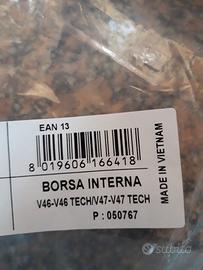 EAN 13
8 019606 166418
BORSA INTERNA
V46-V46 TECH/V47-V47 TECH
P : 050767
MADE IN VIETNAM
subito